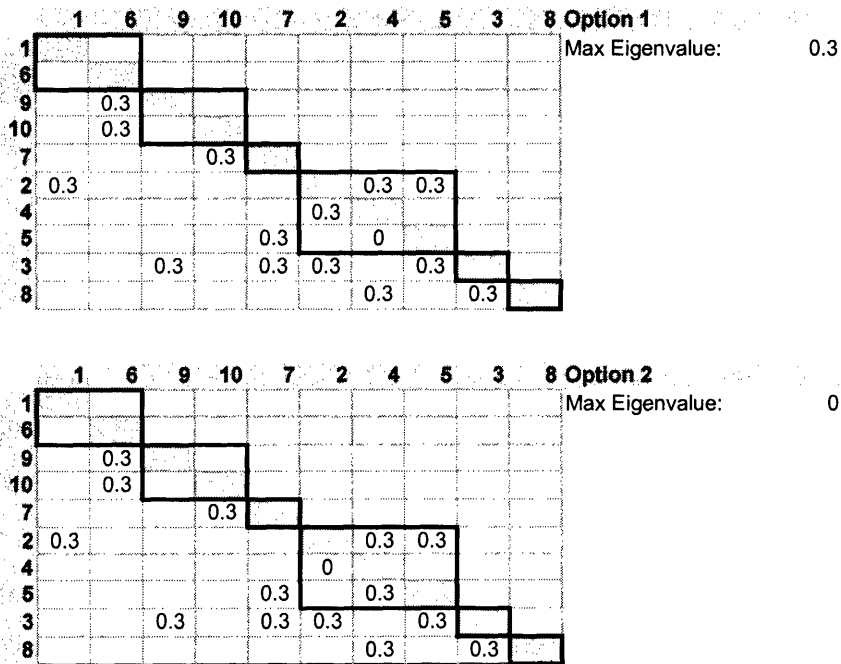 1 6 9 10 7 2 4 5 3 8 Option 1
1 Max Eigenvalue: 0.3
6
9 0.3
10 0.3
7 0.3
2 0.3 0.3 0.3
4 0.3
5 0.3 0
3 0.3 0.3 0.3 0.3
8 0.3 0.3
1 6 9 10 7 2 4 5 3 8 Option 2
1 Max Eigenvalue: 0
6
9 0.3
10 0.3
7 0.3
2 0.3 0.3 0.3
4 0
5 0.3 0.3
3 0.3 0.3 0.3 0.3
8 0.3 0.3